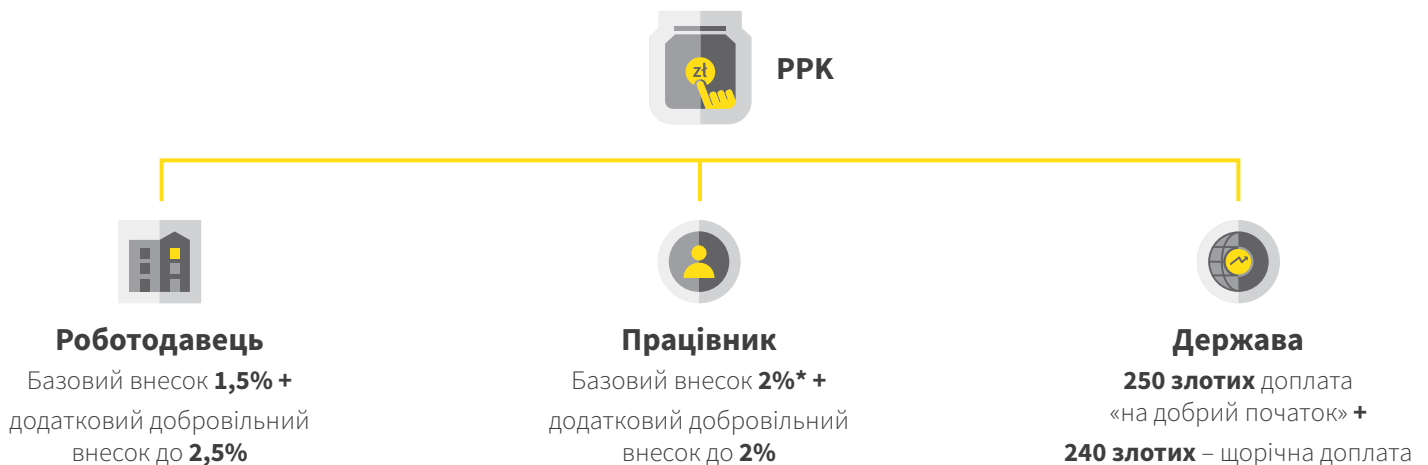 zł
PPK
Роботодавець
Базовий внесок 1,5% +
додатковий добровільний
внесок до 2,5%
Працівник
Базовий внесок 2%* +
додатковий добровільний
внесок до 2%
Держава
250 злотих доплата
«на добрий початок» +
240 злотих – щорічна доплата